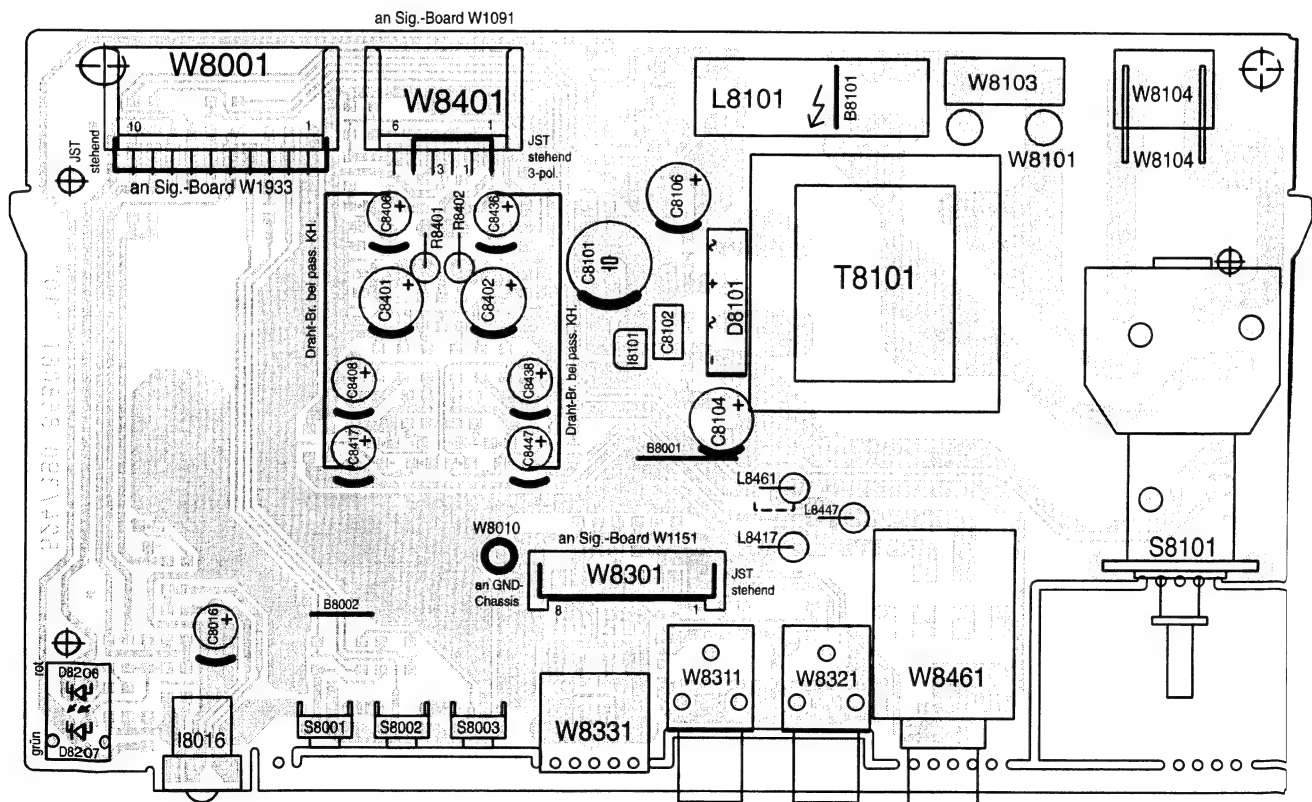 an Sig.-Board W1091
W8001
10
1
JST
stehend
an Sig.-Board W1933
W8401
6
1
3
1
JST
stehend
3-pol.
L8101
B8101
W8103
W8101
W8104
W8104
C8406
C8436
R8401
R8402
C8401
C8402
C8408
C8438
C8417
C8447
Draht-Br. bei pass. KH.
Draht-Br. bei pass. KH.
C8106
C8101
I8101
C8102
~
+
~
-
D8101
T8101
C8104
B8001
L8461
L8447
L8417
S8101
W8010
an GND-
Chassis
an Sig.-Board W1151
W8301
8
1
JST
stehend
B8002
C8016
rot
grün
D8206
D8207
I8016
S8001
S8002
S8003
W8331
W8311
W8321
W8461